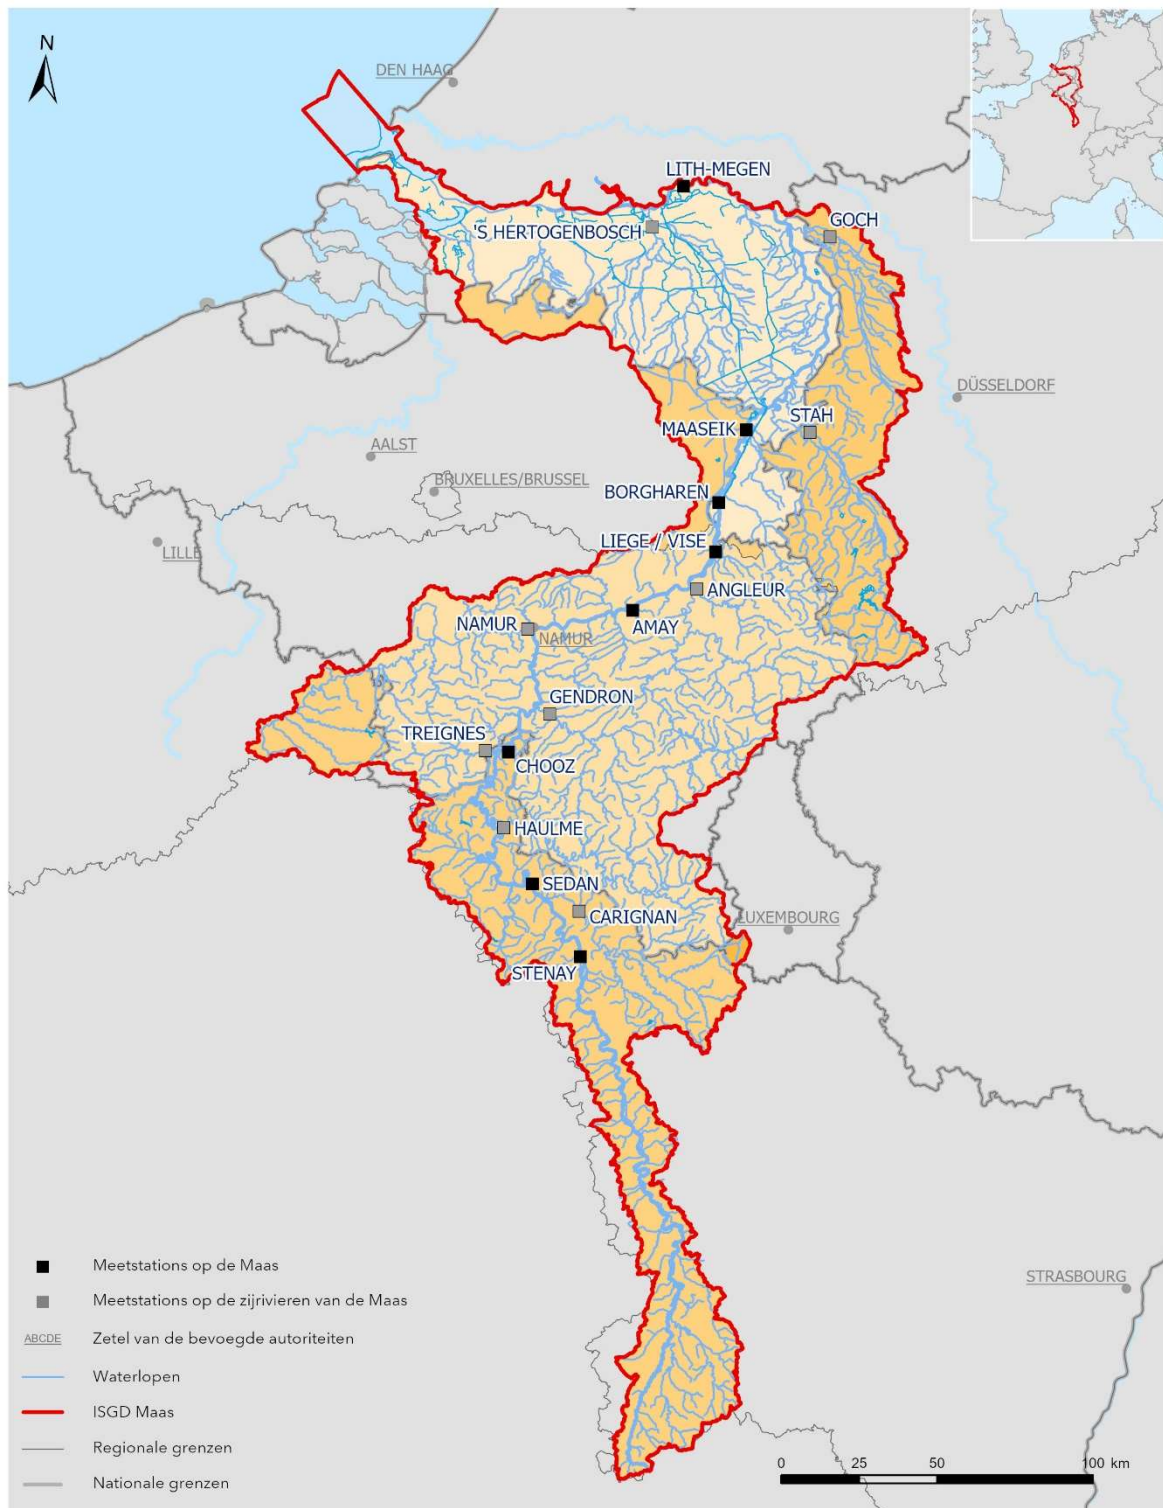 N
DEN HAAG
LITH-MEGEN
GOCH
'S HERTOGENBOSCH
DÜSSELDORF
STAH
MAASEIK
AALST
BRUXELLES/BRUSSEL
BORGHAREN
LIEGE / VISE
LILLE
ANGLEUR
AMAY
NAMUR
NAMUR
GENDRON
TREIGNES
CHOOZ
HAULME
SEDAN
CARIGNAN
LUXEMBOURG
STENAY
STRASBOURG
Meetstations op de Maas
Meetstations op de zijrivieren van de Maas
ABCDE Zetel van de bevoegde autoriteiten
Waterlopen
ISGD Maas
Regionale grenzen
Nationale grenzen
0 25 50 100 km